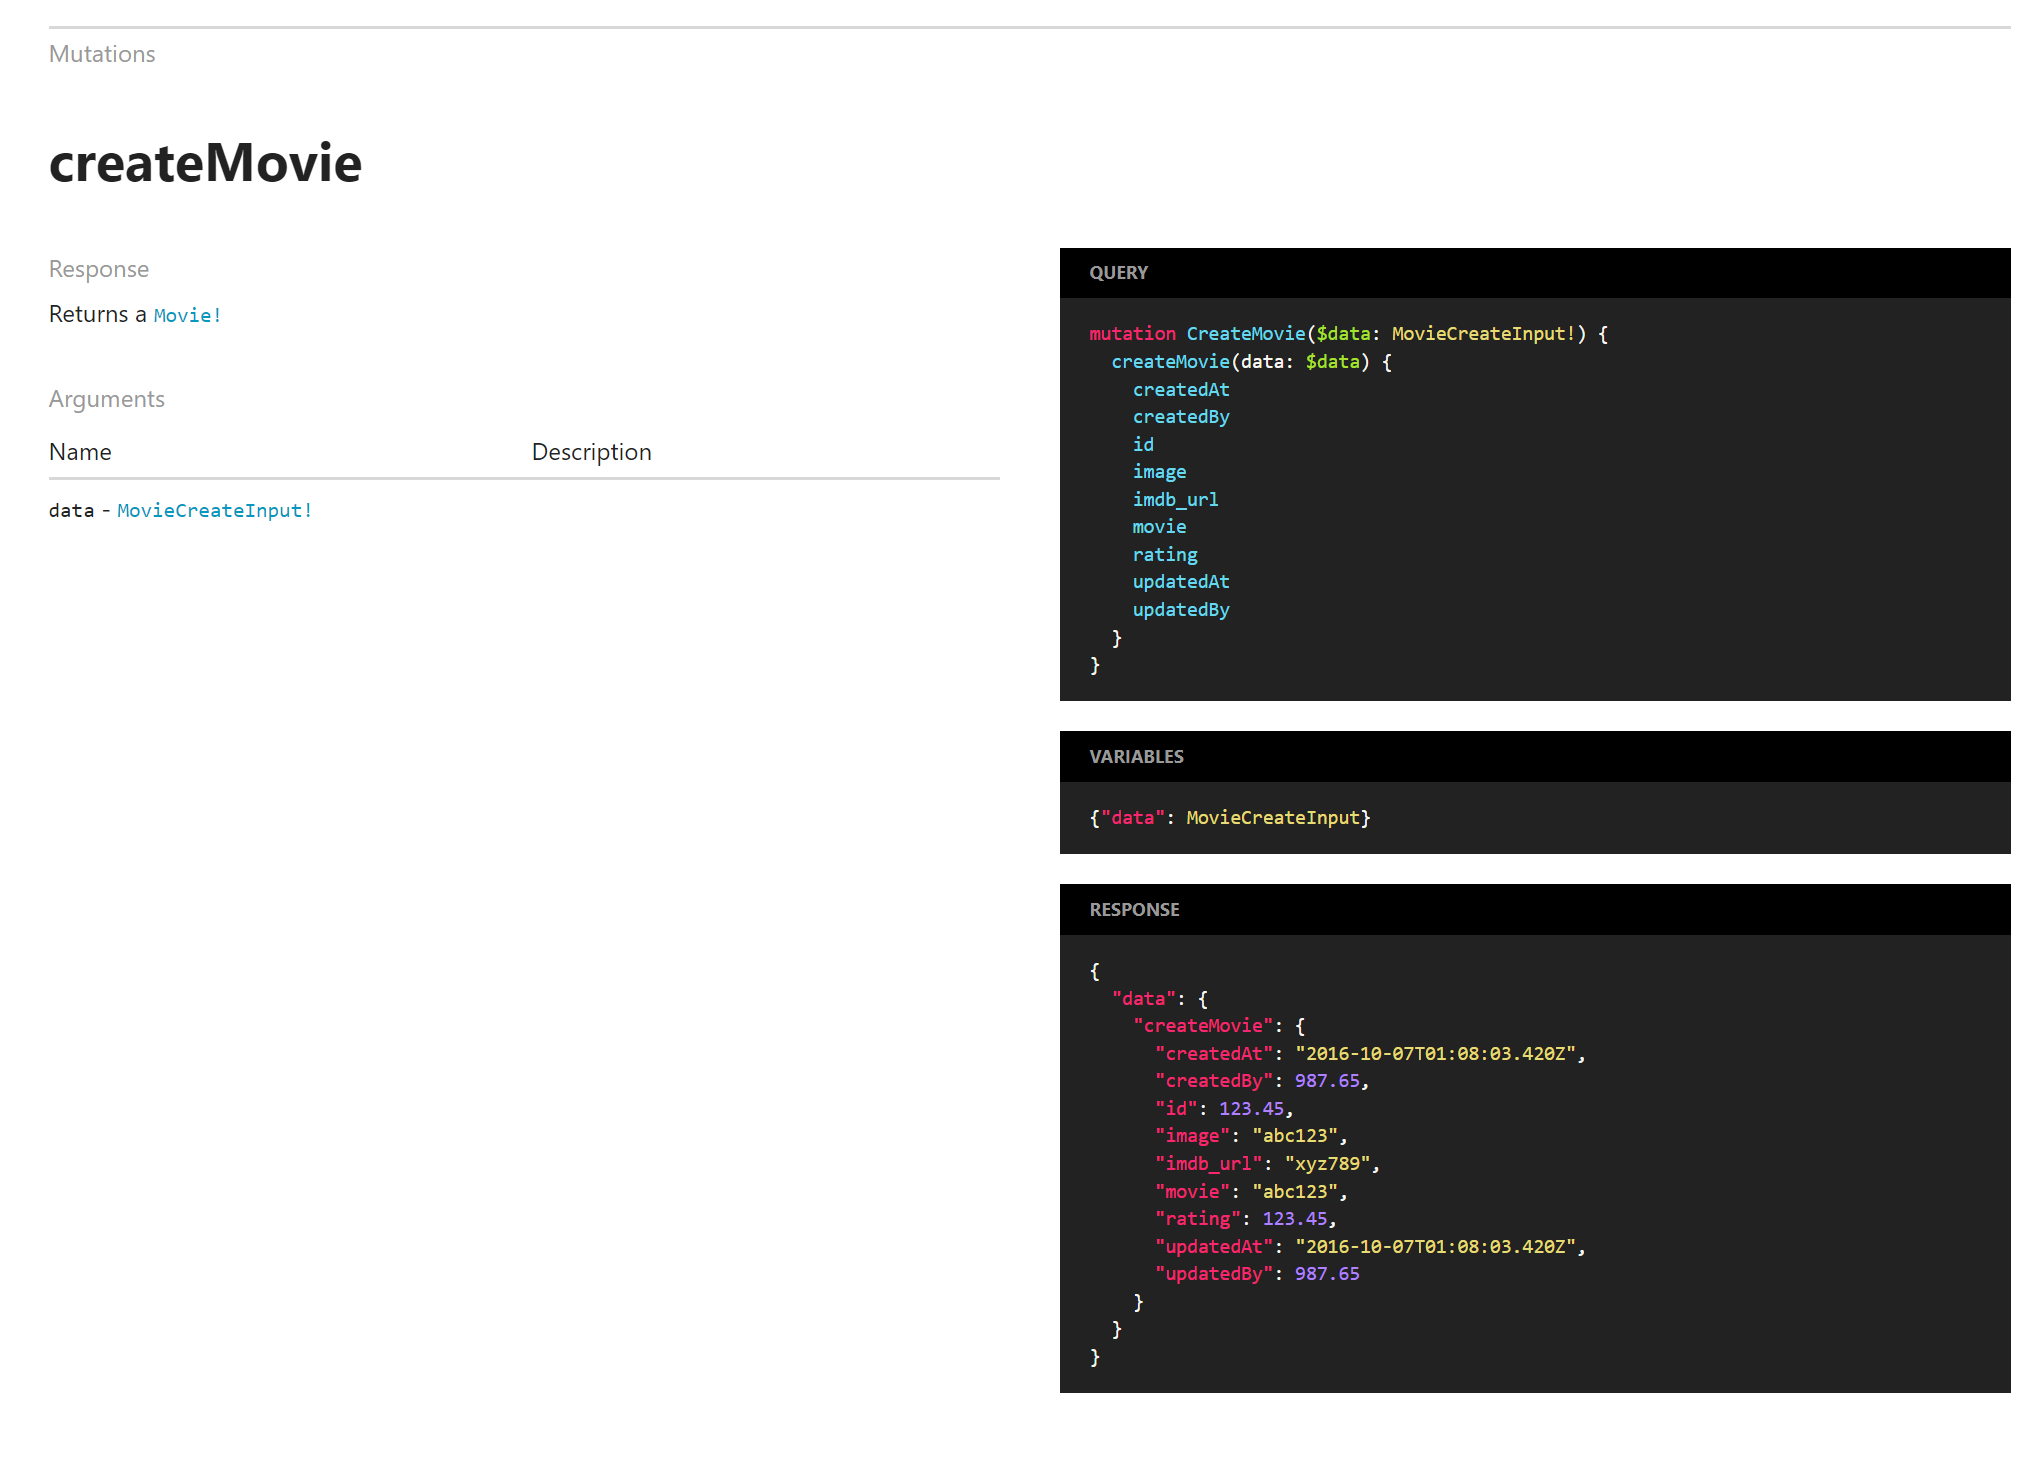 Mutations
createMovie
Response
Returns a Movie!
Arguments
Name Description
data - MovieCreateInput!
QUERY
mutation CreateMovie($data: MovieCreateInput!) {
  createMovie(data: $data) {
    createdAt
    createdBy
    id
    image
    imdb_url
    movie
    rating
    updatedAt
    updatedBy
  }
}
VARIABLES
{"data": MovieCreateInput}
RESPONSE
{
  "data": {
    "createMovie": {
      "createdAt": "2016-10-07T01:08:03.420Z",
      "createdBy": 987.65,
      "id": 123.45,
      "image": "abc123",
      "imdb_url": "xyz789",
      "movie": "abc123",
      "rating": 123.45,
      "updatedAt": "2016-10-07T01:08:03.420Z",
      "updatedBy": 987.65
    }
  }
}